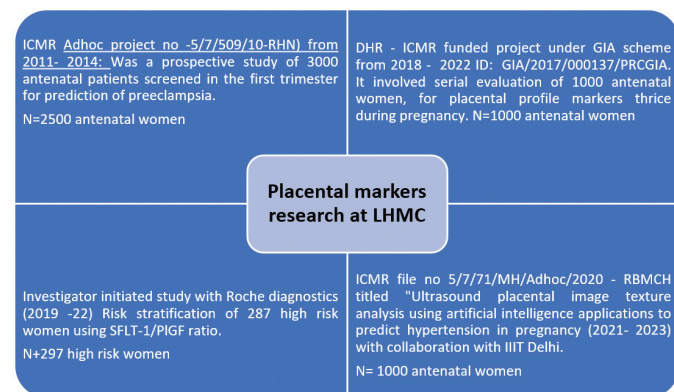 ICMR Adhoc project no -5/7/509/10-RHN) from
2011- 2014: Was a prospective study of 3000
antenatal patients screened in the first trimester
for prediction of preeclampsia.
N=2500 antenatal women
DHR - ICMR funded project under GIA scheme
from 2018 - 2022 ID: GIA/2017/000137/PRCGIA.
It involved serial evaluation of 1000 antenatal
women, for placental profile markers thrice
during pregnancy. N=1000 antenatal women
Placental markers
research at LHMC
Investigator initiated study with Roche diagnostics
(2019 -22) Risk stratification of 287 high risk
women using SFLT-1/PIGF ratio.
N+297 high risk women
ICMR file no 5/7/71/MH/Adhoc/2020 - RBMCH
titled "Ultrasound placental image texture
analysis using artificial intelligence applications to
predict hypertension in pregnancy (2021- 2023)
with collaboration with IIIT Delhi.
N= 1000 antenatal women